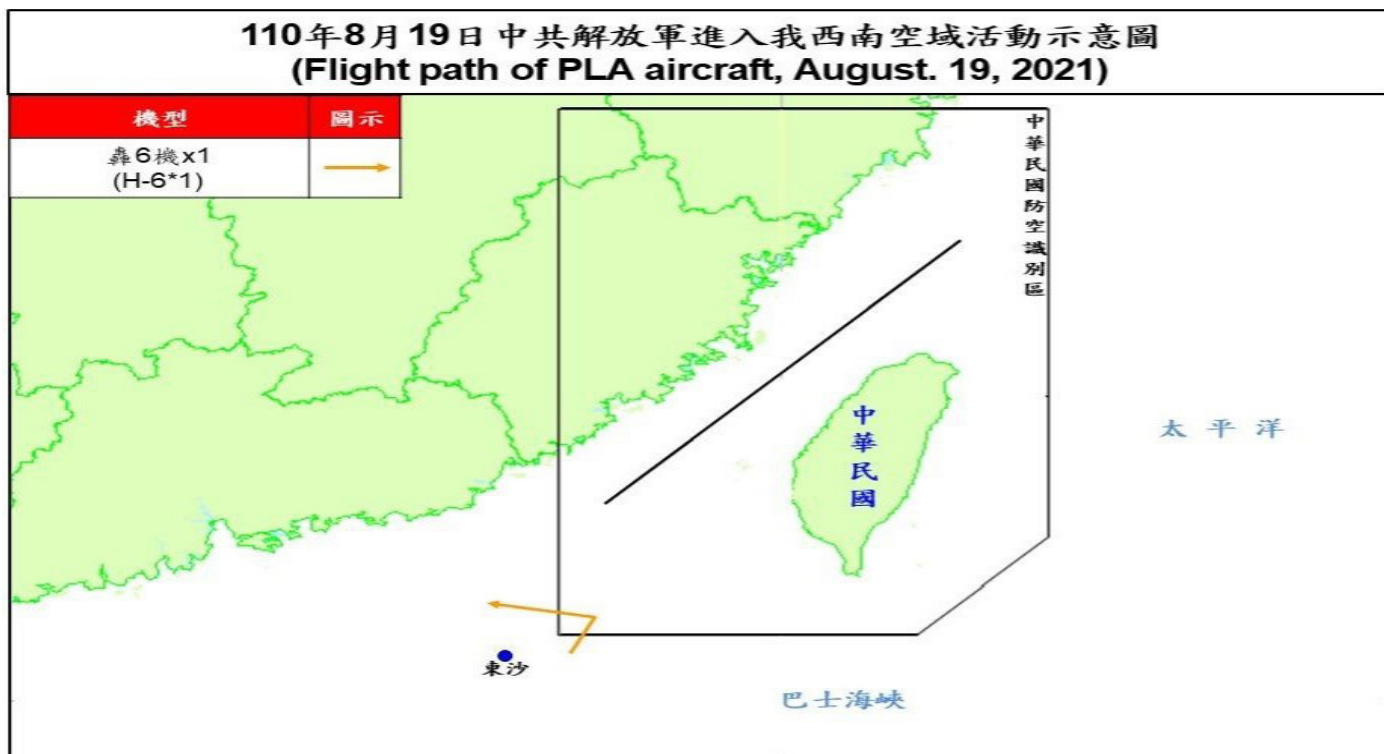 110年8月19日中共解放軍進入我西南空域活動示意圖
(Flight path of PLA aircraft, August. 19, 2021)
機型
圖示
轟6機x1
(H-6*1)
中華民國防空識別區
中華民國
太平洋
東沙
巴士海峽